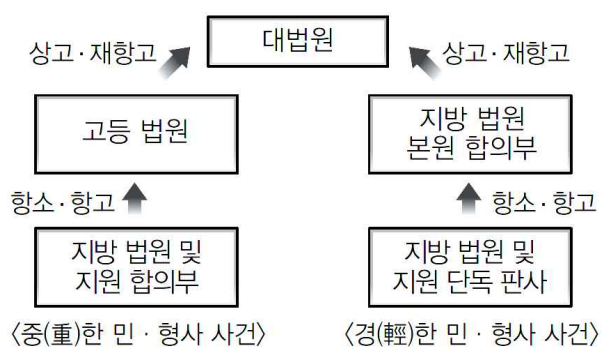 대법원
상고 · 재항고
상고 · 재항고
고등 법원
지방 법원
본원 합의부
항소 · 항고
항소 · 항고
지방 법원 및
지원 합의부
지방 법원 및
지원 단독 판사
〈중(重)한 민 · 형사 사건〉
〈경(輕)한 민 · 형사 사건〉